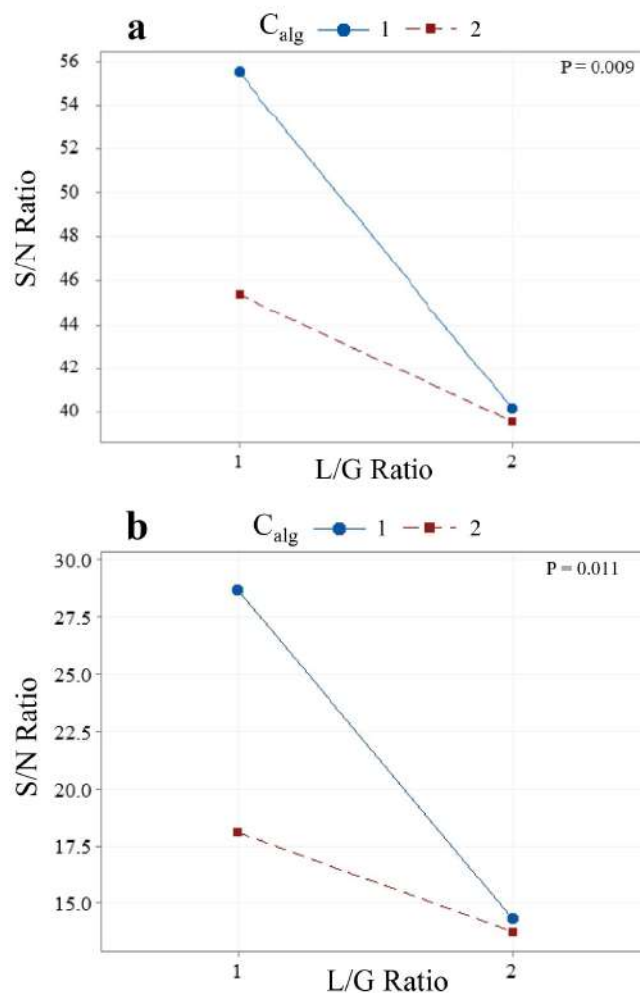 a
C_alg 1 2
P = 0.009
56
54
52
50
48
46
44
42
40
S/N Ratio
1 2
L/G Ratio
b
C_alg 1 2
P = 0.011
30.0
27.5
25.0
22.5
20.0
17.5
15.0
S/N Ratio
1 2
L/G Ratio